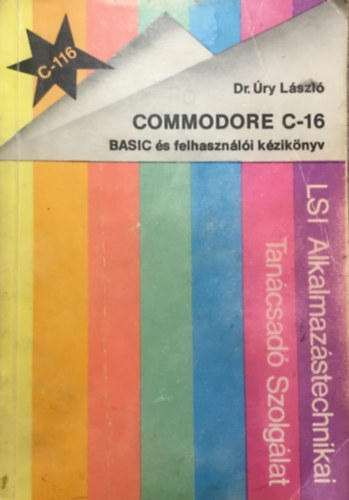 C-116
Dr. Úry László
COMMODORE C-16
BASIC és felhasználói kézikönyv
LSI Alkalmazástechnikai
Tanácsadó Szolgálat